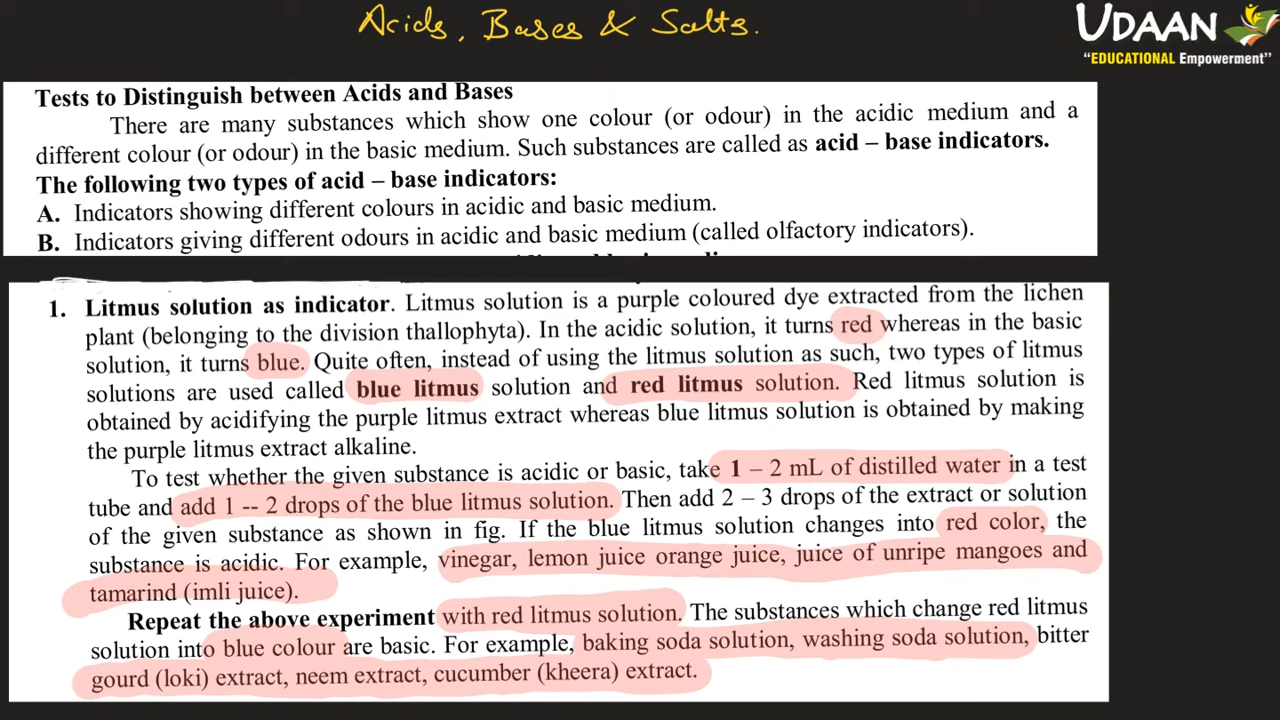 Acids, Bases & Salts.
UDAAN
“EDUCATIONAL Empowerment”
Tests to Distinguish between Acids and Bases
There are many substances which show one colour (or odour) in the acidic medium and a
different colour (or odour) in the basic medium. Such substances are called as acid – base indicators.
The following two types of acid – base indicators:
A. Indicators showing different colours in acidic and basic medium.
B. Indicators giving different odours in acidic and basic medium (called olfactory indicators).
1. Litmus solution as indicator. Litmus solution is a purple coloured dye extracted from the lichen
plant (belonging to the division thallophyta). In the acidic solution, it turns red whereas in the basic
solution, it turns blue. Quite often, instead of using the litmus solution as such, two types of litmus
solutions are used called blue litmus solution and red litmus solution. Red litmus solution is
obtained by acidifying the purple litmus extract whereas blue litmus solution is obtained by making
the purple litmus extract alkaline.
To test whether the given substance is acidic or basic, take 1 – 2 mL of distilled water in a test
tube and add 1 -- 2 drops of the blue litmus solution. Then add 2 – 3 drops of the extract or solution
of the given substance as shown in fig. If the blue litmus solution changes into red color, the
substance is acidic. For example, vinegar, lemon juice orange juice, juice of unripe mangoes and
tamarind (imli juice).
Repeat the above experiment with red litmus solution. The substances which change red litmus
solution into blue colour are basic. For example, baking soda solution, washing soda solution, bitter
gourd (loki) extract, neem extract, cucumber (kheera) extract.